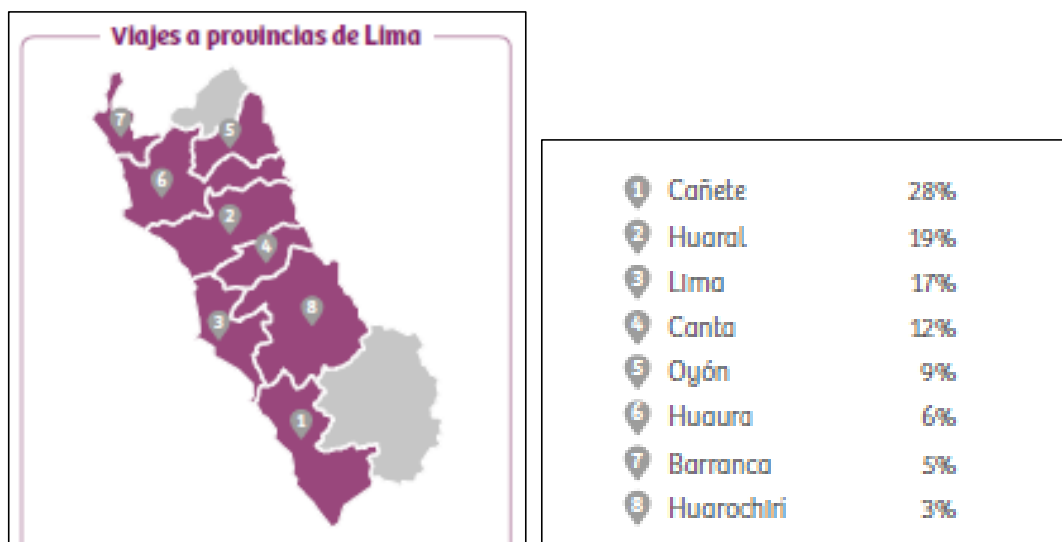 Viajes a provincias de Lima
7
5
6
2
4
3
8
1
1 Cañete 28%
2 Huaral 19%
3 Lima 17%
4 Canta 12%
5 Oyón 9%
6 Huaura 6%
7 Barranca 5%
8 Huarochirí 3%